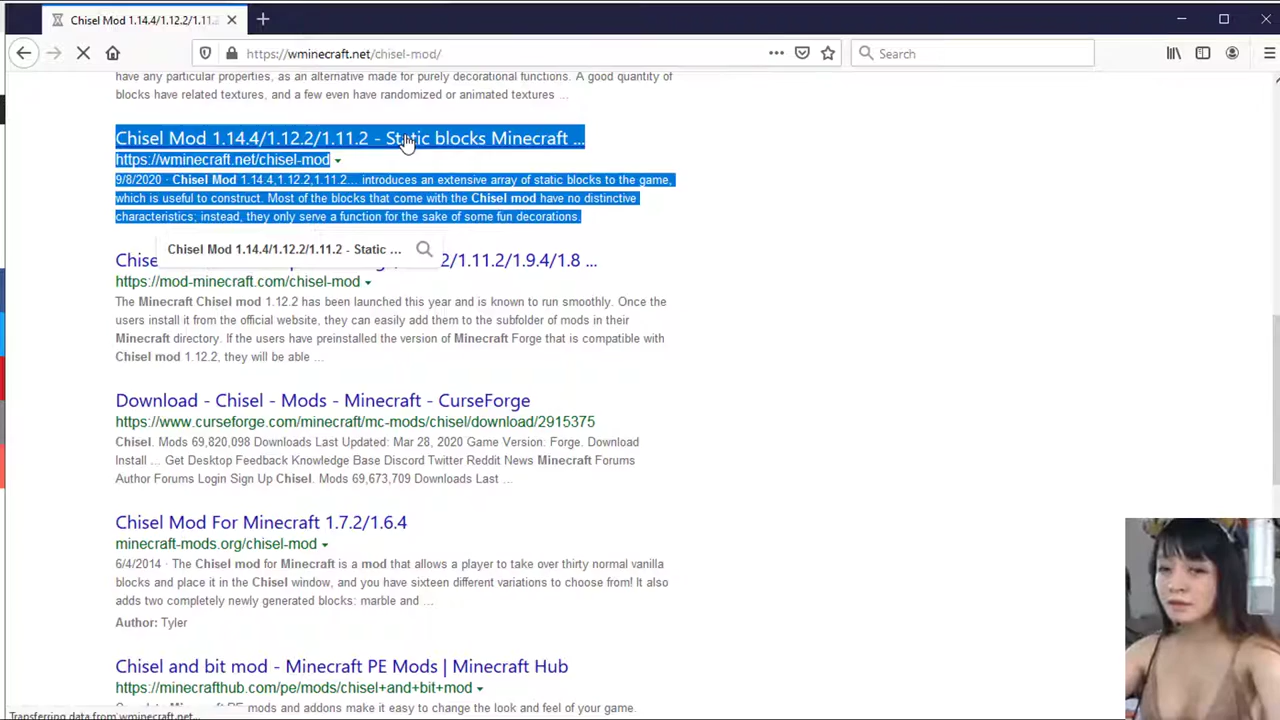 Chisel Mod 1.14.4/1.12.2/1.11.2
https://wminecraft.net/chisel-mod/
Search
have any particular properties, as an alternative made for purely decorational functions. A good quantity of
blocks have related textures, and a few even have randomized or animated textures ...
Chisel Mod 1.14.4/1.12.2/1.11.2 - Static blocks Minecraft ...
https://wminecraft.net/chisel-mod
9/8/2020 · Chisel Mod 1.14.4,1.12.2,1.11.2... introduces an extensive array of static blocks to the game,
which is useful to construct. Most of the blocks that come with the Chisel mod have no distinctive
characteristics; instead, they only serve a function for the sake of some fun decorations.
Chisel Mod 1.14.4/1.12.2/1.11.2 - Static ...
2/1.11.2/1.9.4/1.8 ...
https://mod-minecraft.com/chisel-mod
The Minecraft Chisel mod 1.12.2 has been launched this year and is known to run smoothly. Once the
users install it from the official website, they can easily add them to the subfolder of mods in their
Minecraft directory. If the users have preinstalled the version of Minecraft Forge that is compatible with
Chisel mod 1.12.2, they will be able ...
Download - Chisel - Mods - Minecraft - CurseForge
https://www.curseforge.com/minecraft/mc-mods/chisel/download/2915375
Chisel. Mods 69,820,098 Downloads Last Updated: Mar 28, 2020 Game Version: Forge. Download
Install ... Get Desktop Feedback Knowledge Base Discord Twitter Reddit News Minecraft Forums
Author Forums Login Sign Up Chisel. Mods 69,673,709 Downloads Last ...
Chisel Mod For Minecraft 1.7.2/1.6.4
minecraft-mods.org/chisel-mod
6/4/2014 · The Chisel mod for Minecraft is a mod that allows a player to take over thirty normal vanilla
blocks and place it in the Chisel window, and you have sixteen different variations to choose from! It also
adds two completely newly generated blocks: marble and ...
Author: Tyler
Chisel and bit mod - Minecraft PE Mods | Minecraft Hub
https://minecrafthub.com/pe/mods/chisel+and+bit+mod
PE mods and addons make it easy to change the look and feel of your game.
Transferring data from wminecraft.net...